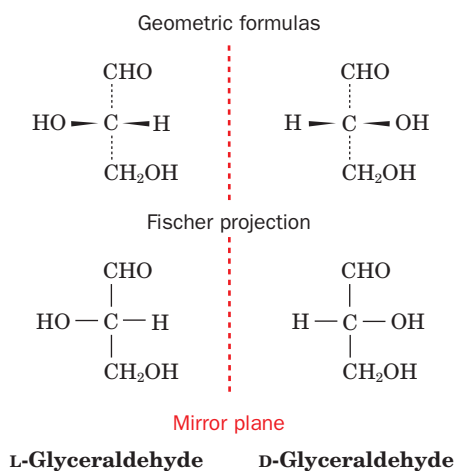 Geometric formulas
CHO CHO
HO C H H C OH
CH₂OH CH₂OH
Fischer projection
CHO CHO
HO — C — H H — C — OH
CH₂OH CH₂OH
Mirror plane
L-Glyceraldehyde D-Glyceraldehyde